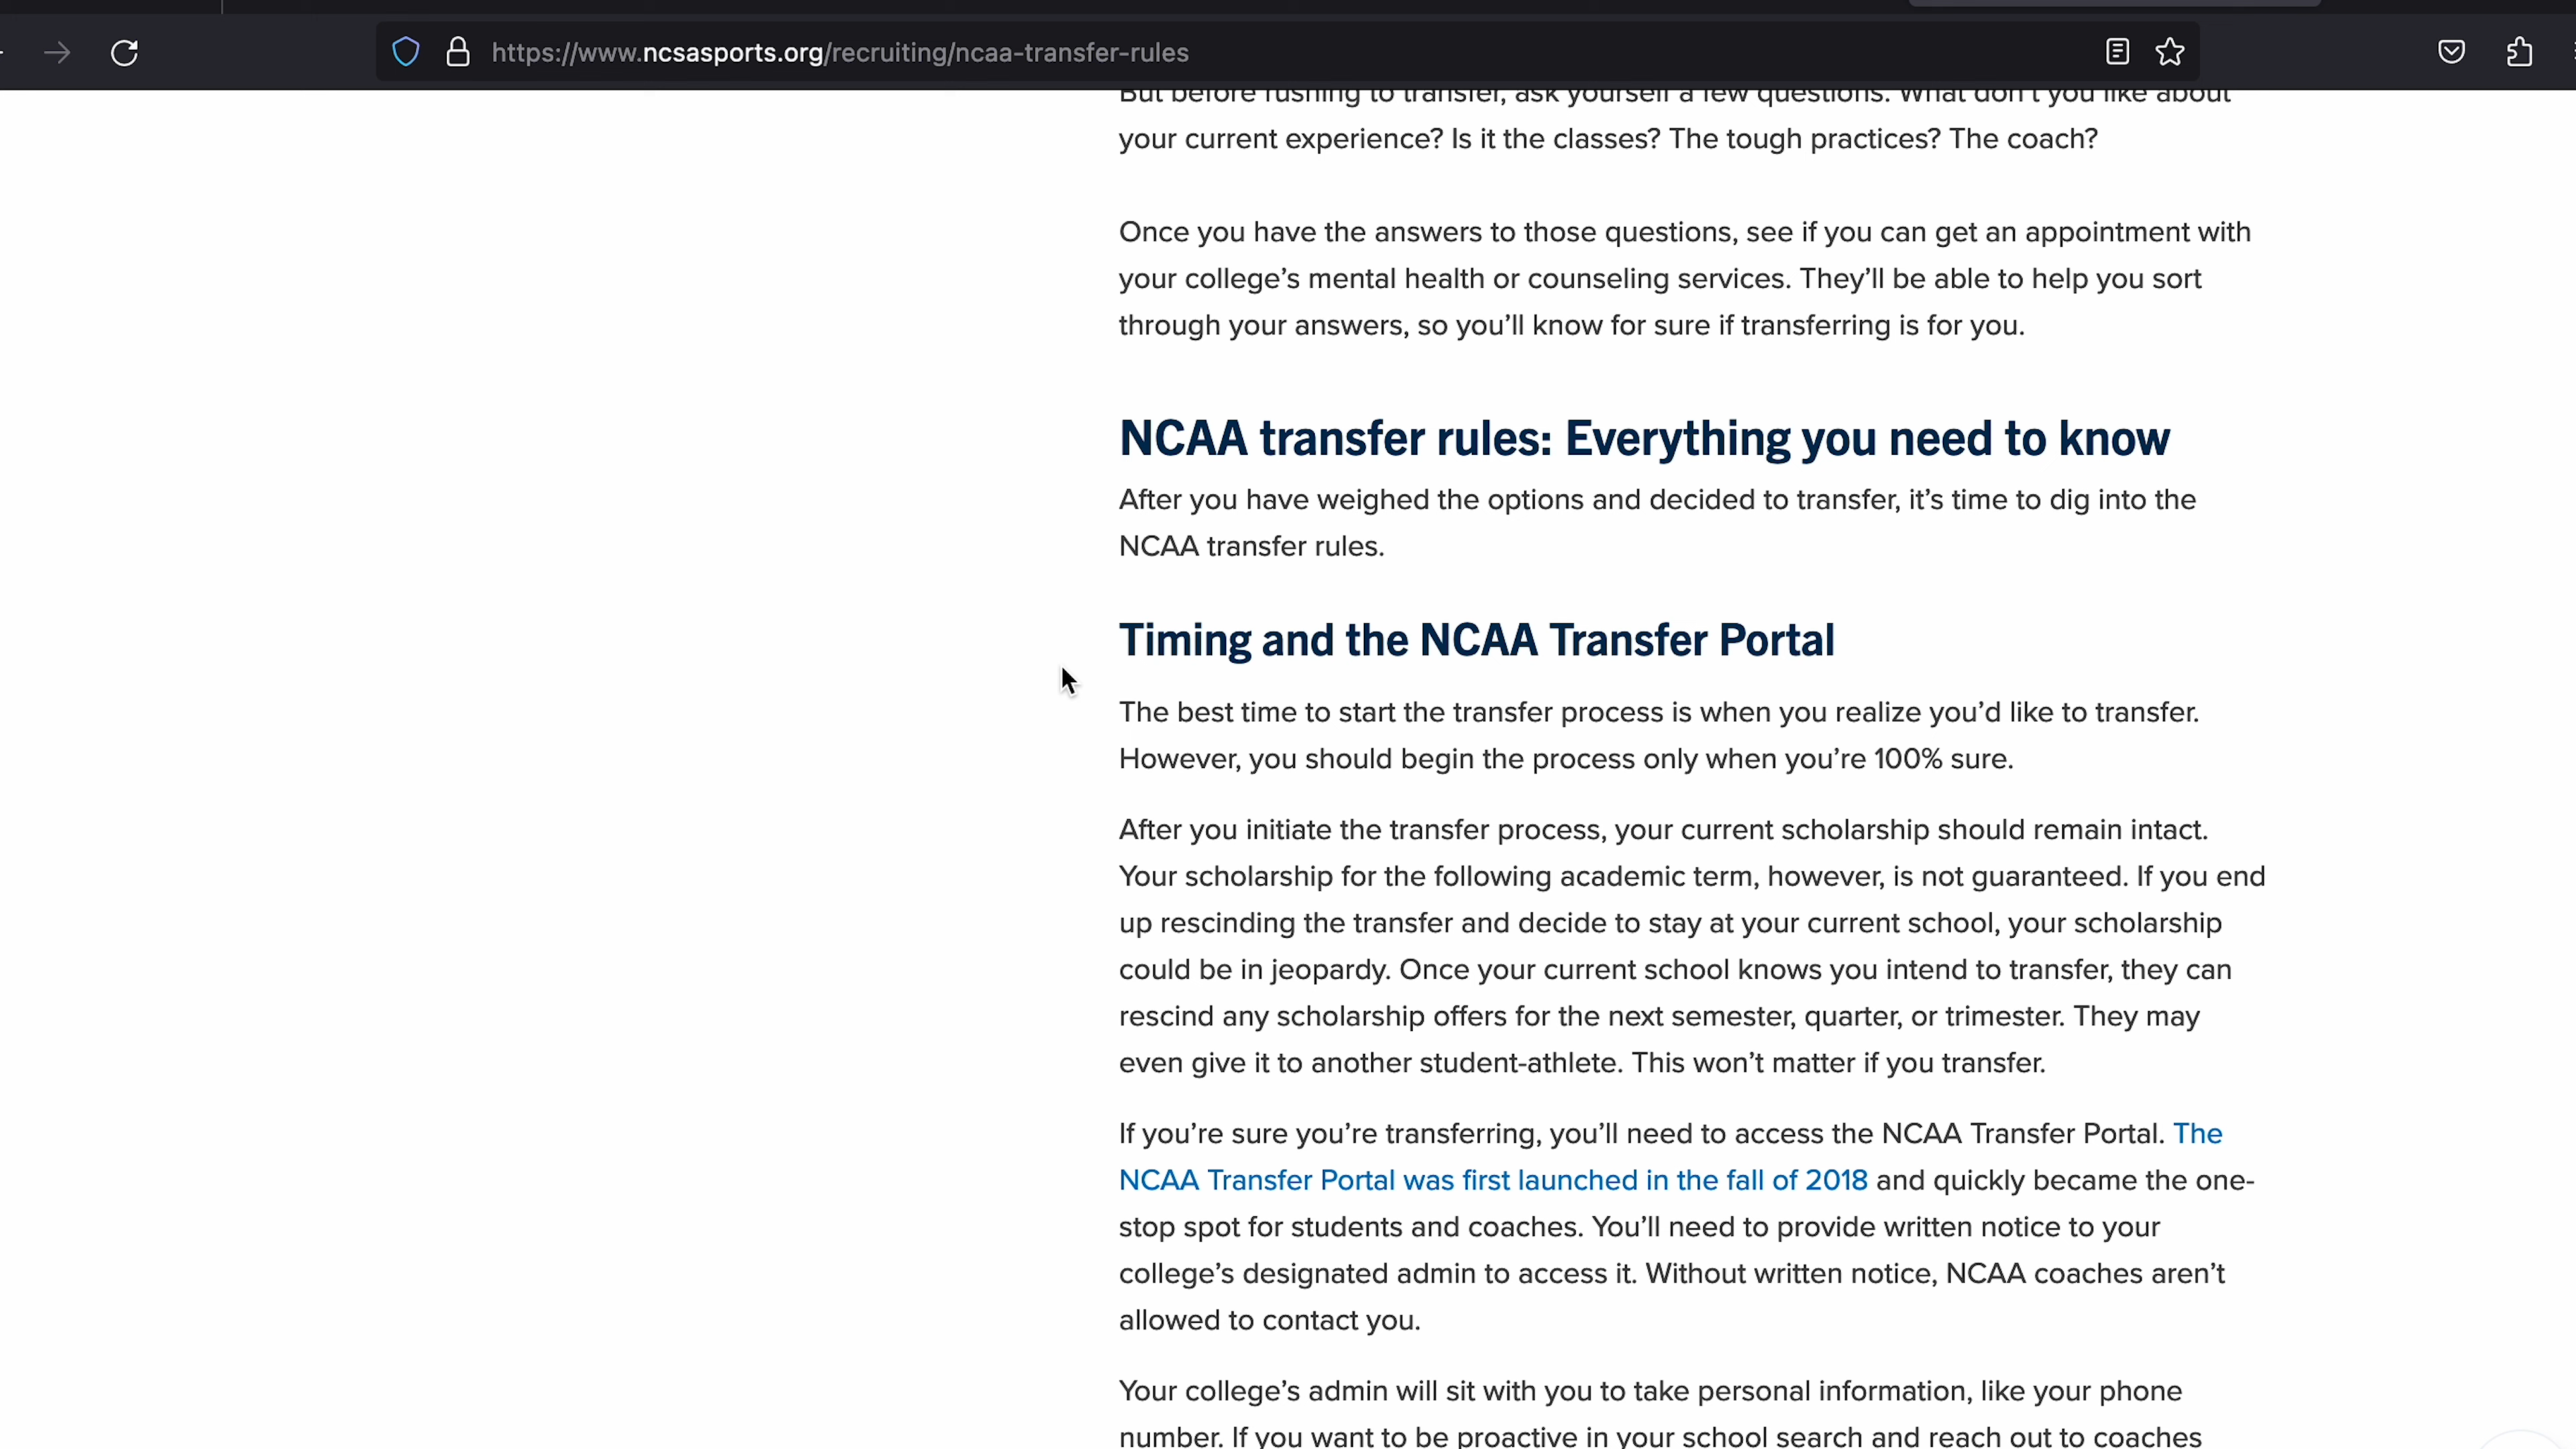 https://www.ncsasports.org/recruiting/ncaa-transfer-rules
But before rushing to transfer, ask yourself a few questions. What don’t you like about
your current experience? Is it the classes? The tough practices? The coach?
Once you have the answers to those questions, see if you can get an appointment with
your college’s mental health or counseling services. They’ll be able to help you sort
through your answers, so you’ll know for sure if transferring is for you.
NCAA transfer rules: Everything you need to know
After you have weighed the options and decided to transfer, it’s time to dig into the
NCAA transfer rules.
Timing and the NCAA Transfer Portal
The best time to start the transfer process is when you realize you’d like to transfer.
However, you should begin the process only when you’re 100% sure.
After you initiate the transfer process, your current scholarship should remain intact.
Your scholarship for the following academic term, however, is not guaranteed. If you end
up rescinding the transfer and decide to stay at your current school, your scholarship
could be in jeopardy. Once your current school knows you intend to transfer, they can
rescind any scholarship offers for the next semester, quarter, or trimester. They may
even give it to another student-athlete. This won’t matter if you transfer.
If you’re sure you’re transferring, you’ll need to access the NCAA Transfer Portal. The
NCAA Transfer Portal was first launched in the fall of 2018 and quickly became the one-
stop spot for students and coaches. You’ll need to provide written notice to your
college’s designated admin to access it. Without written notice, NCAA coaches aren’t
allowed to contact you.
Your college’s admin will sit with you to take personal information, like your phone
number. If you want to be proactive in your school search and reach out to coaches